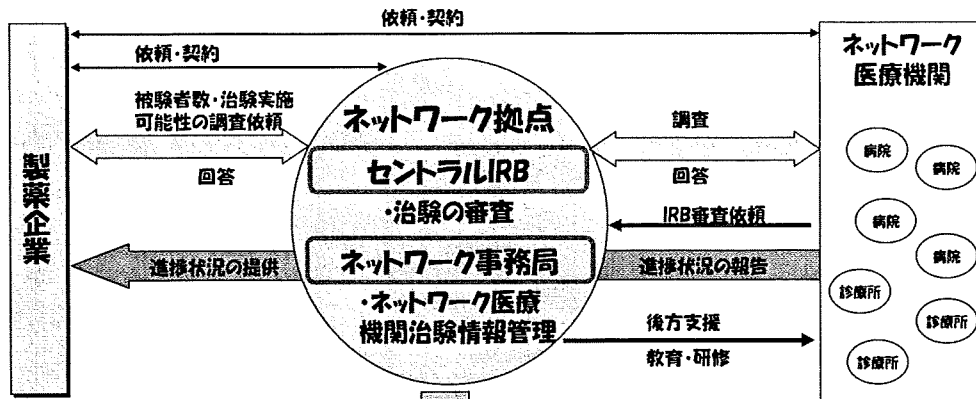 依頼・契約
依頼・契約
製薬企業
被験者数・治験実施
可能性の調査依頼
回答
進捗状況の提供
ネットワーク拠点
セントラルIRB
・治験の審査
ネットワーク事務局
・ネットワーク医療
機関治験情報管理
調査
回答
IRB審査依頼
進捗状況の報告
後方支援
教育・研修
ネットワーク
医療機関
病院
病院
病院
病院
診療所
診療所
診療所